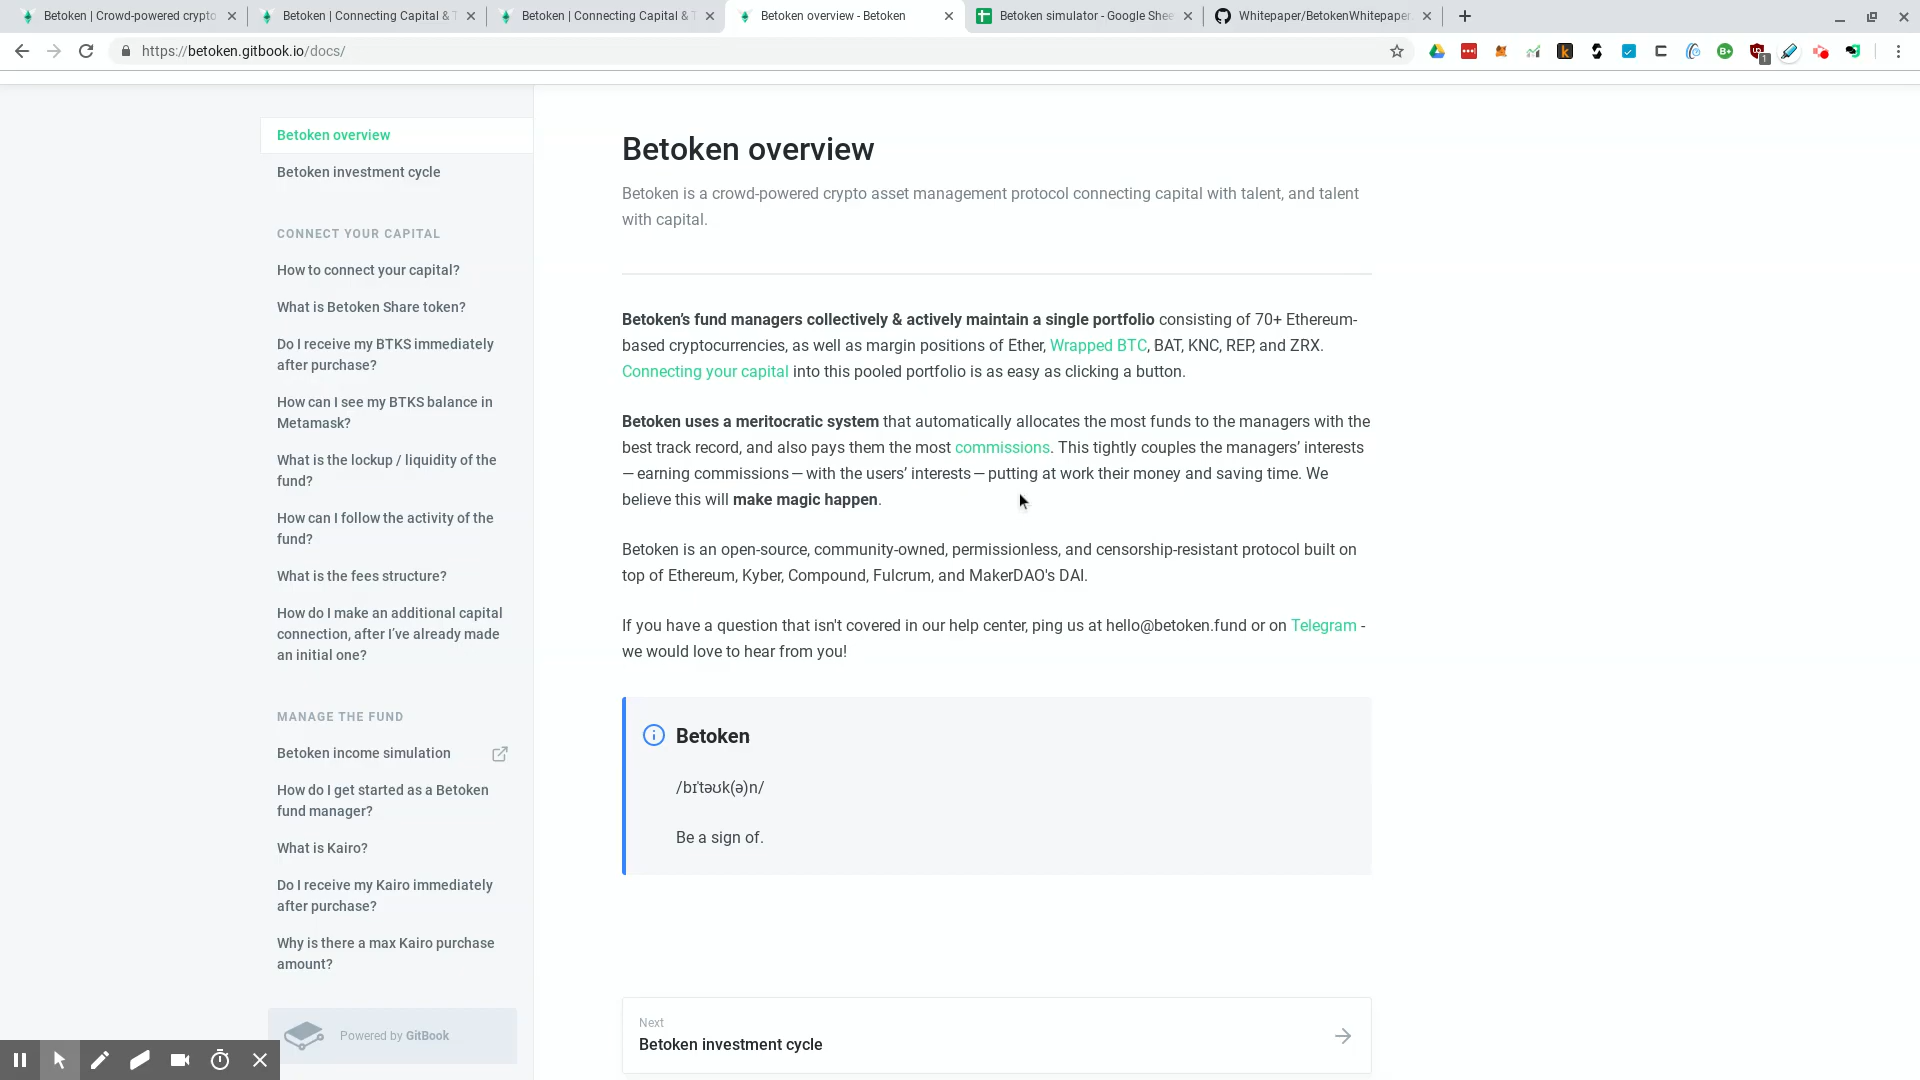 Betoken | Crowd-powered crypto
Betoken | Connecting Capital & T
Betoken | Connecting Capital & T
Betoken overview - Betoken
Betoken simulator - Google Shee
Whitepaper/BetokenWhitepaper.
https://betoken.gitbook.io/docs/
Betoken overview
Betoken investment cycle
CONNECT YOUR CAPITAL
How to connect your capital?
What is Betoken Share token?
Do I receive my BTKS immediately
after purchase?
How can I see my BTKS balance in
Metamask?
What is the lockup / liquidity of the
fund?
How can I follow the activity of the
fund?
What is the fees structure?
How do I make an additional capital
connection, after I've already made
an initial one?
MANAGE THE FUND
Betoken income simulation
How do I get started as a Betoken
fund manager?
What is Kairo?
Do I receive my Kairo immediately
after purchase?
Why is there a max Kairo purchase
amount?
Powered by GitBook
Betoken overview
Betoken is a crowd-powered crypto asset management protocol connecting capital with talent, and talent
with capital.
Betoken's fund managers collectively & actively maintain a single portfolio consisting of 70+ Ethereum-
based cryptocurrencies, as well as margin positions of Ether, Wrapped BTC, BAT, KNC, REP, and ZRX.
Connecting your capital into this pooled portfolio is as easy as clicking a button.
Betoken uses a meritocratic system that automatically allocates the most funds to the managers with the
best track record, and also pays them the most commissions. This tightly couples the managers' interests
— earning commissions — with the users' interests — putting at work their money and saving time. We
believe this will make magic happen.
Betoken is an open-source, community-owned, permissionless, and censorship-resistant protocol built on
top of Ethereum, Kyber, Compound, Fulcrum, and MakerDAO's DAI.
If you have a question that isn't covered in our help center, ping us at hello@betoken.fund or on Telegram -
we would love to hear from you!
Betoken
/bɪˈtəʊk(ə)n/
Be a sign of.
Next
Betoken investment cycle